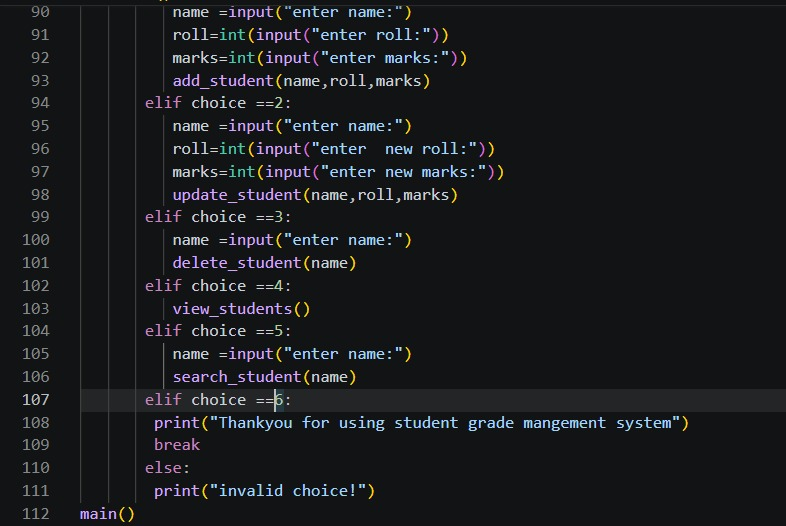 90 name =input("enter name:")
91 roll=int(input("enter roll:"))
92 marks=int(input("enter marks:"))
93 add_student(name,roll,marks)
94 elif choice ==2:
95 name =input("enter name:")
96 roll=int(input("enter  new roll:"))
97 marks=int(input("enter new marks:"))
98 update_student(name,roll,marks)
99 elif choice ==3:
100 name =input("enter name:")
101 delete_student(name)
102 elif choice ==4:
103 view_students()
104 elif choice ==5:
105 name =input("enter name:")
106 search_student(name)
107 elif choice ==6:
108 print("Thankyou for using student grade mangement system")
109 break
110 else:
111 print("invalid choice!")
112 main()